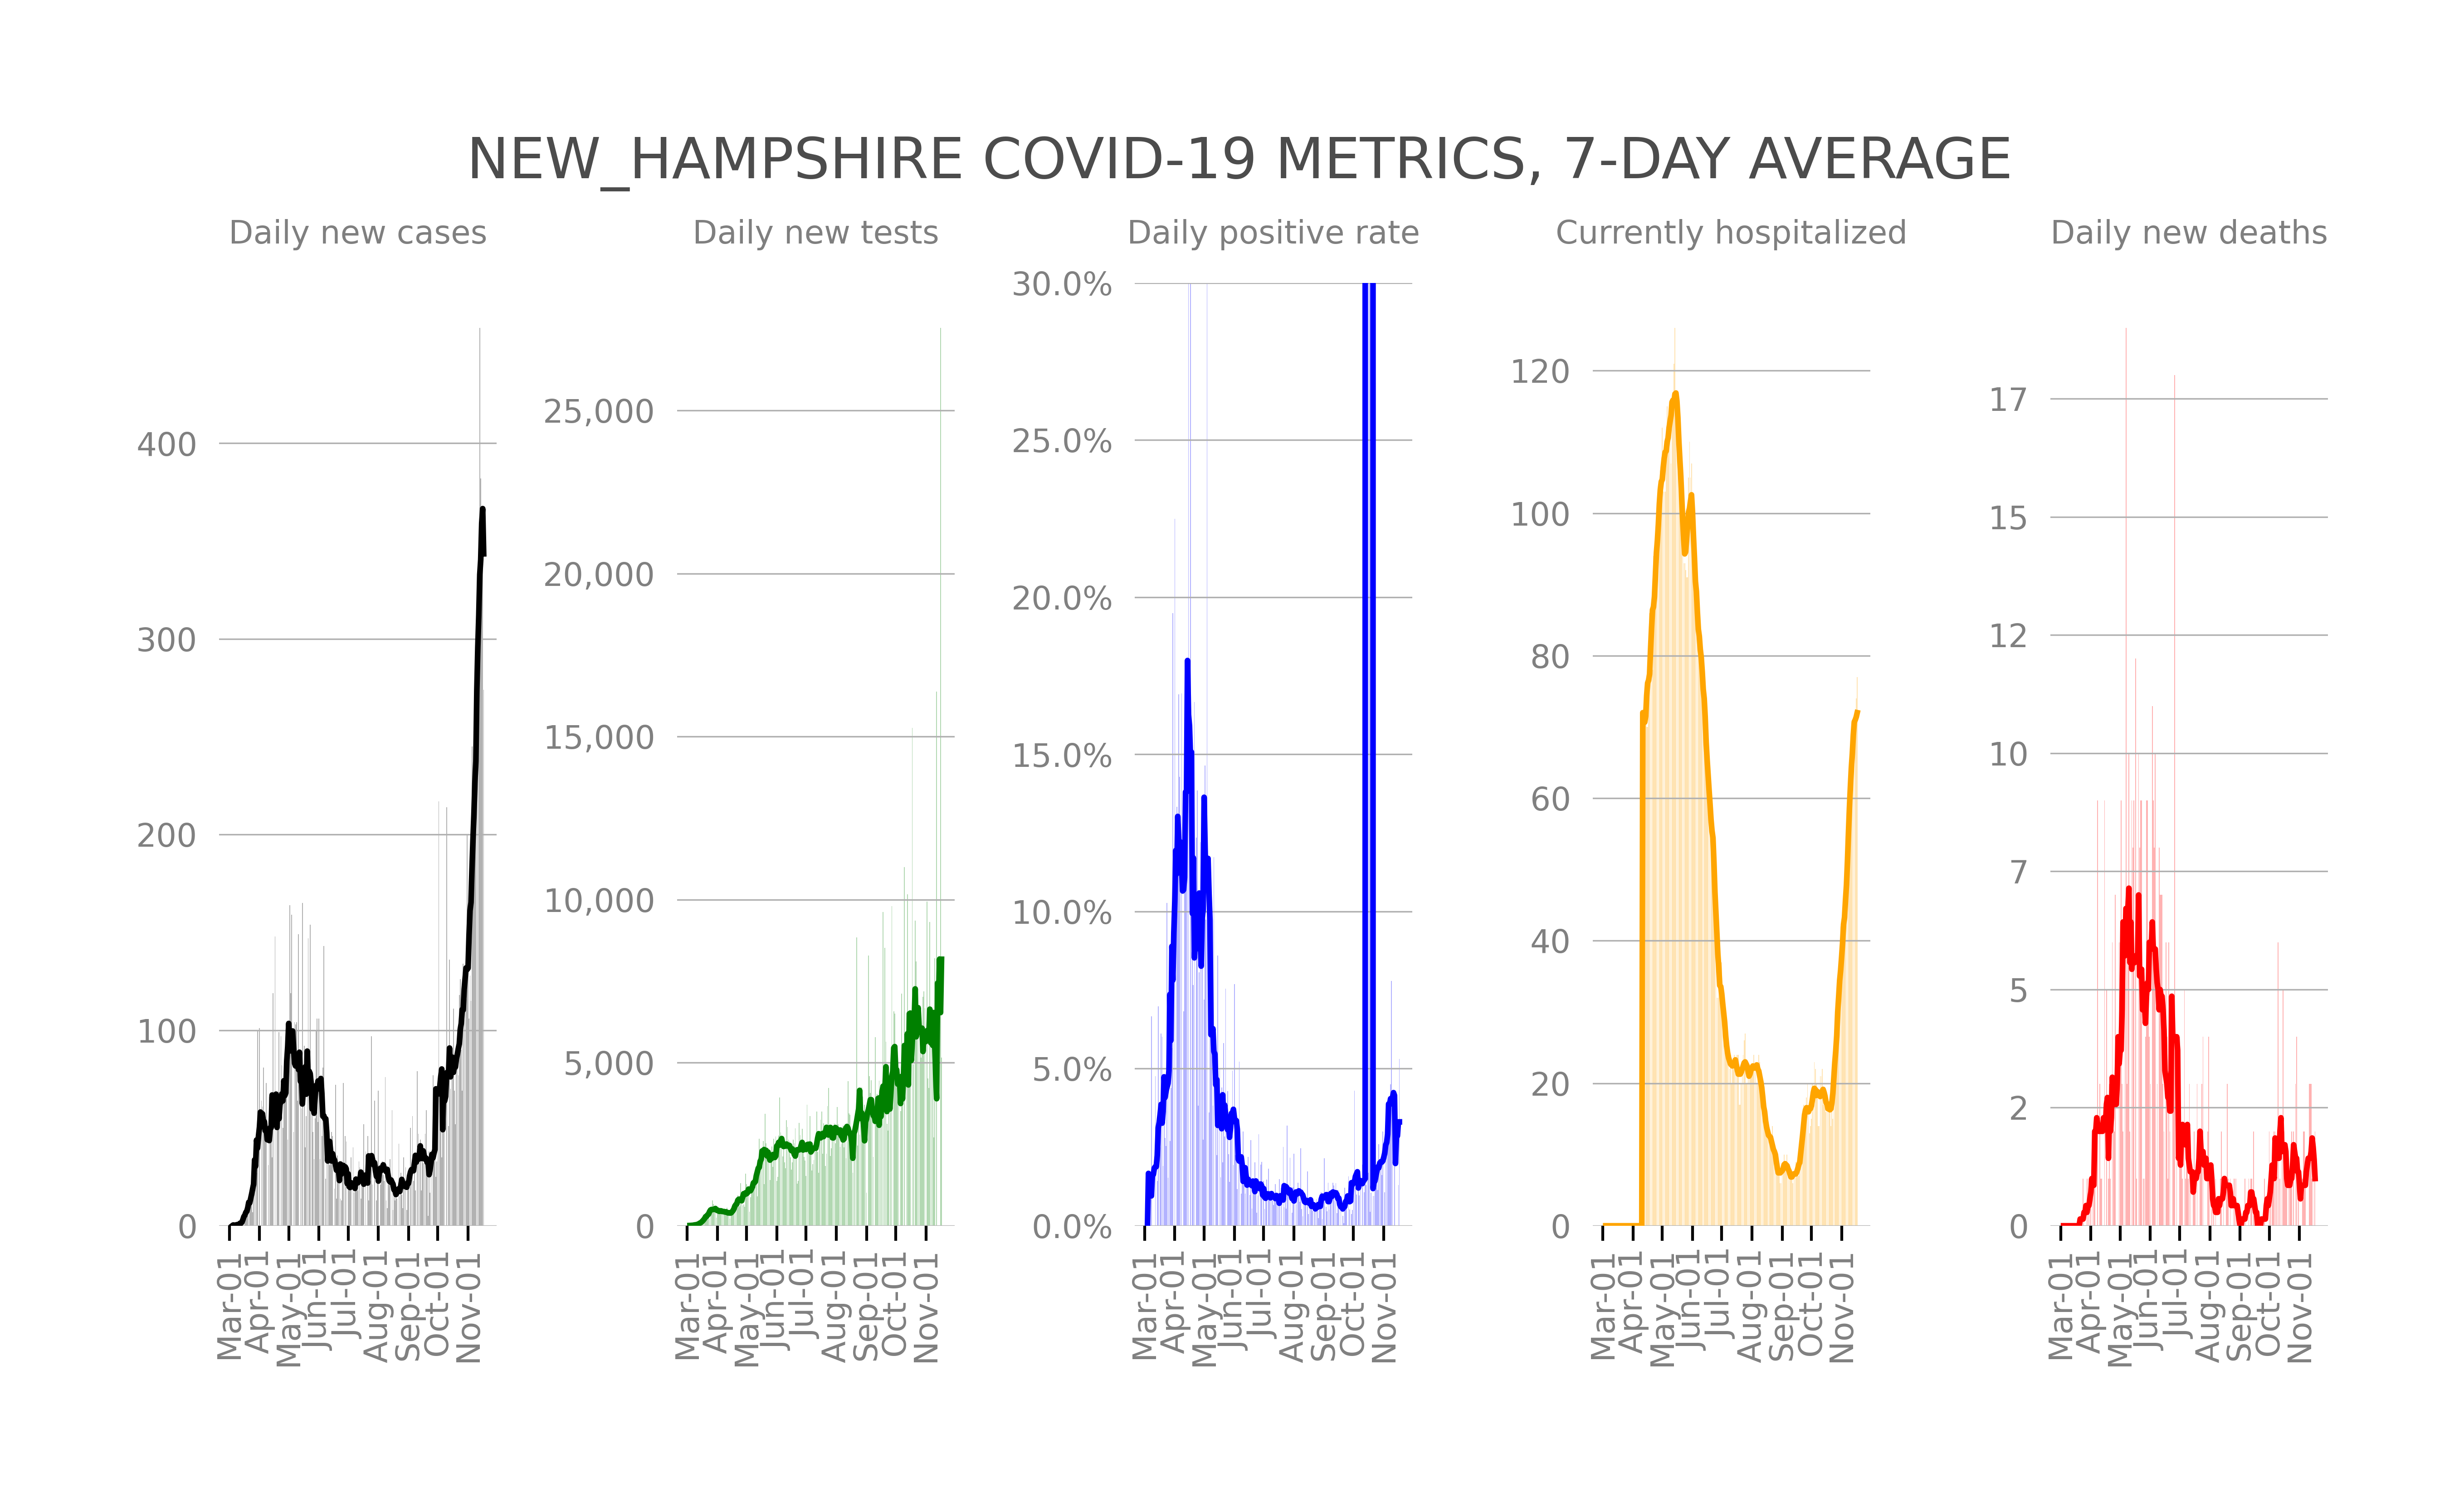 NEW_HAMPSHIRE COVID-19 METRICS, 7-DAY AVERAGE
Daily new cases
400
300
200
100
0
Mar-01
Apr-01
May-01
Jun-01
Jul-01
Aug-01
Sep-01
Oct-01
Nov-01
Daily new tests
25,000
20,000
15,000
10,000
5,000
0
Mar-01
Apr-01
May-01
Jun-01
Jul-01
Aug-01
Sep-01
Oct-01
Nov-01
Daily positive rate
30.0%
25.0%
20.0%
15.0%
10.0%
5.0%
0.0%
Mar-01
Apr-01
May-01
Jun-01
Jul-01
Aug-01
Sep-01
Oct-01
Nov-01
Currently hospitalized
120
100
80
60
40
20
0
Mar-01
Apr-01
May-01
Jun-01
Jul-01
Aug-01
Sep-01
Oct-01
Nov-01
Daily new deaths
17
15
12
10
7
5
2
0
Mar-01
Apr-01
May-01
Jun-01
Jul-01
Aug-01
Sep-01
Oct-01
Nov-01